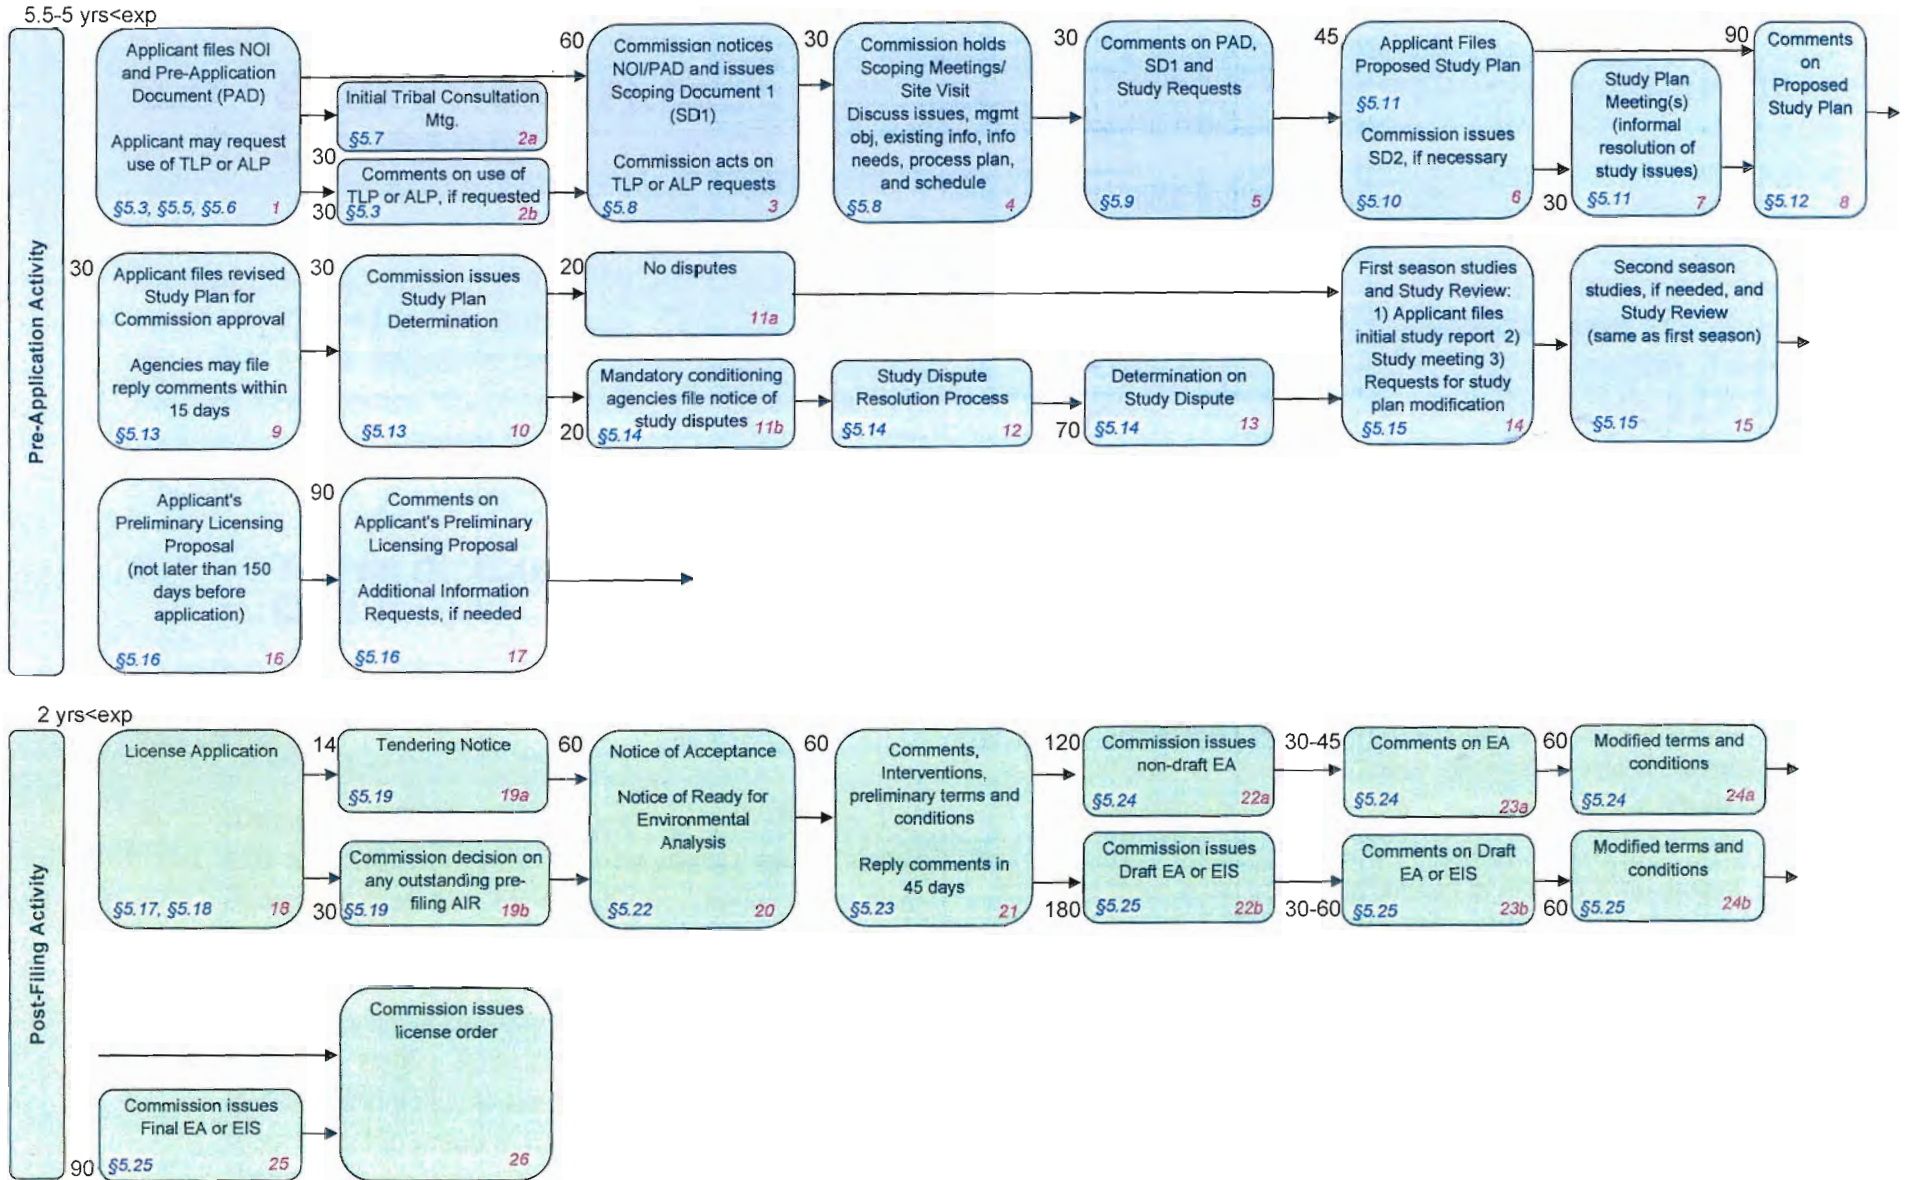 5.5-5 yrs<exp
Pre-Application Activity
Applicant files NOI
and Pre-Application
Document (PAD)
Applicant may request
use of TLP or ALP
§5.3, §5.5, §5.6
1
Initial Tribal Consultation
Mtg.
§5.7
2a
30
30
Comments on use of
TLP or ALP, if requested
§5.3
2b
60
Commission notices
NOI/PAD and issues
Scoping Document 1
(SD1)
Commission acts on
TLP or ALP requests
§5.8
3
30
Commission holds
Scoping Meetings/
Site Visit
Discuss issues, mgmt
obj, existing info, info
needs, process plan,
and schedule
§5.8
4
30
Comments on PAD,
SD1 and
Study Requests
§5.9
5
45
Applicant Files
Proposed Study Plan
§5.11
Commission issues
SD2, if necessary
§5.10
6
30
Study Plan
Meeting(s)
(informal
resolution of
study issues)
§5.11
7
90
Comments
on
Proposed
Study Plan
§5.12
8
30
Applicant files revised
Study Plan for
Commission approval
Agencies may file
reply comments within
15 days
§5.13
9
30
Commission issues
Study Plan
Determination
§5.13
10
20
No disputes
11a
20
Mandatory conditioning
agencies file notice of
study disputes
§5.14
11b
Study Dispute
Resolution Process
§5.14
12
70
Determination on
Study Dispute
§5.14
13
First season studies
and Study Review:
1) Applicant files
initial study report 2)
Study meeting 3)
Requests for study
plan modification
§5.15
14
Second season
studies, if needed, and
Study Review
(same as first season)
§5.15
15
Applicant's
Preliminary Licensing
Proposal
(not later than 150
days before
application)
§5.16
16
90
Comments on
Applicant's Preliminary
Licensing Proposal
Additional Information
Requests, if needed
§5.16
17
2 yrs<exp
Post-Filing Activity
License Application
§5.17, §5.18
18
14
Tendering Notice
§5.19
19a
30
Commission decision on
any outstanding pre-
filing AIR
§5.19
19b
60
Notice of Acceptance
Notice of Ready for
Environmental
Analysis
§5.22
20
60
Comments,
Interventions,
preliminary terms and
conditions
Reply comments in
45 days
§5.23
21
120
Commission issues
non-draft EA
§5.24
22a
180
Commission issues
Draft EA or EIS
§5.25
22b
30-45
Comments on EA
§5.24
23a
30-60
Comments on Draft
EA or EIS
§5.25
23b
60
Modified terms and
conditions
§5.24
24a
60
Modified terms and
conditions
§5.25
24b
90
Commission issues
Final EA or EIS
§5.25
25
Commission issues
license order
26